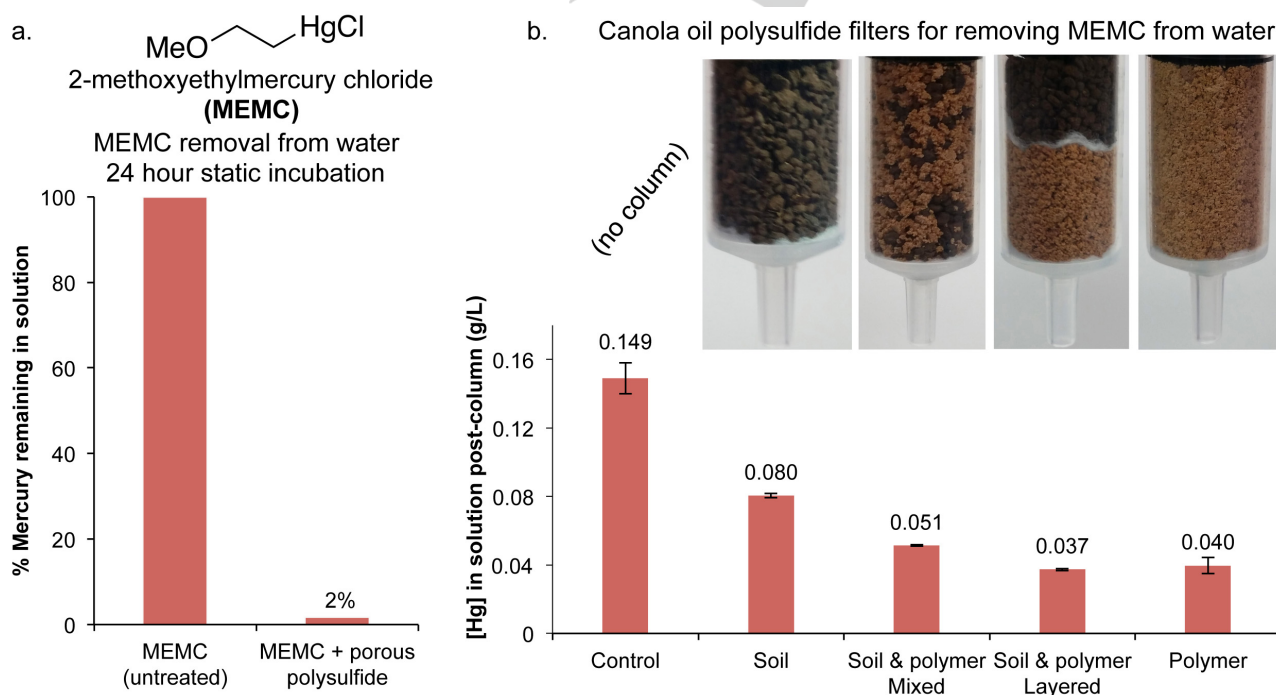 a.
MeO
HgCl
2-methoxyethylmercury chloride
(MEMC)
MEMC removal from water
24 hour static incubation
% Mercury remaining in solution
100
80
60
40
20
0
2%
MEMC
(untreated)
MEMC + porous
polysulfide
b.
Canola oil polysulfide filters for removing MEMC from water
(no column)
[Hg] in solution post-column (g/L)
0.16
0.12
0.08
0.04
0
0.149
0.080
0.051
0.037
0.040
Control
Soil
Soil & polymer
Mixed
Soil & polymer
Layered
Polymer